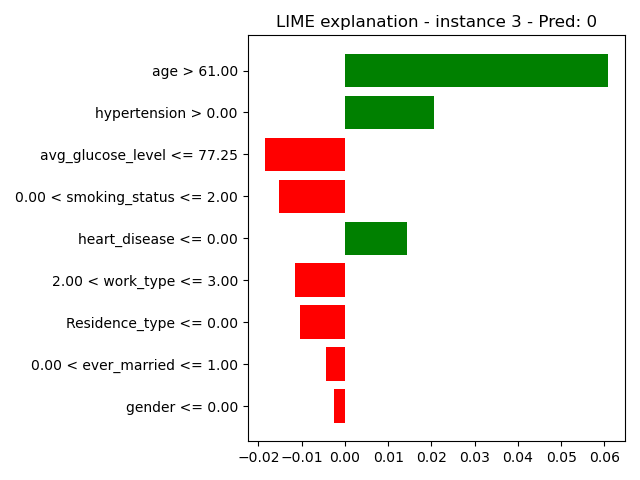 LIME explanation - instance 3 - Pred: 0
age > 61.00
hypertension > 0.00
avg_glucose_level <= 77.25
0.00 < smoking_status <= 2.00
heart_disease <= 0.00
2.00 < work_type <= 3.00
Residence_type <= 0.00
0.00 < ever_married <= 1.00
gender <= 0.00
−0.02 −0.01 0.00 0.01 0.02 0.03 0.04 0.05 0.06